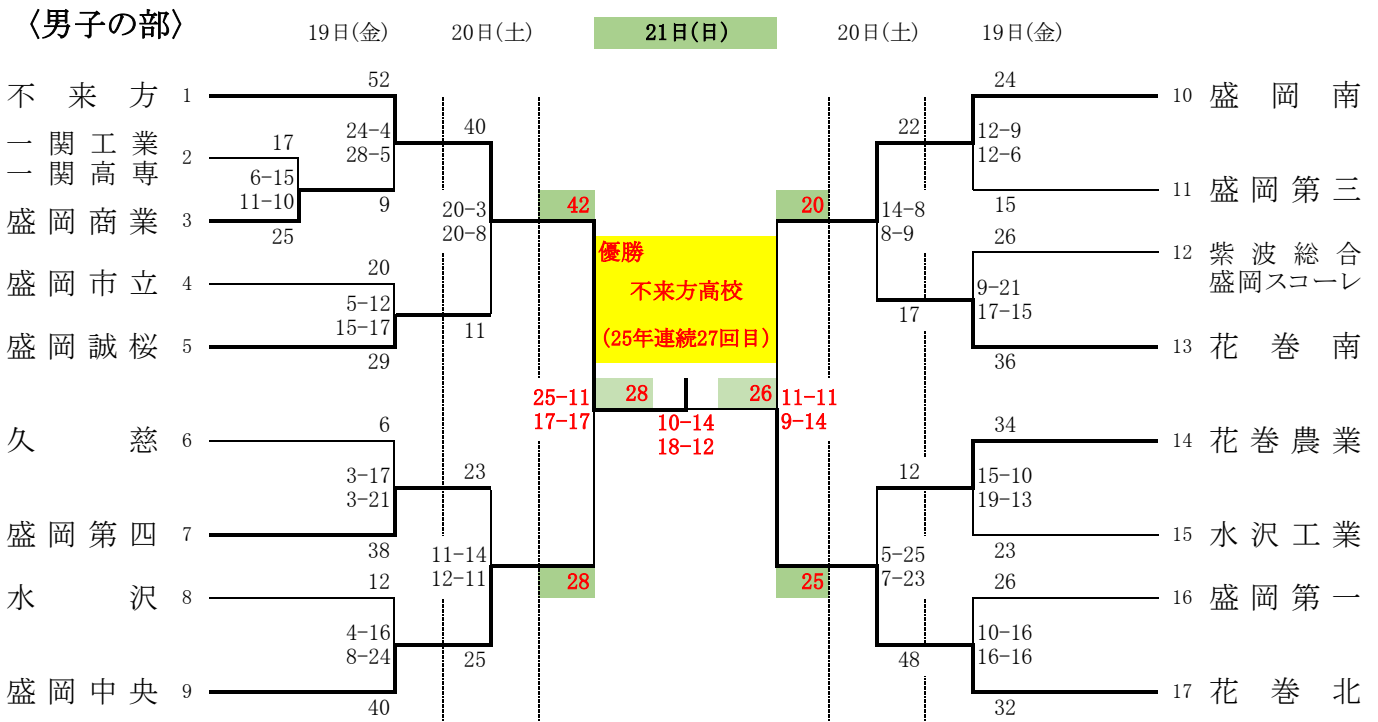 〈男子の部〉
19日(金) 20日(土) 21日(日) 20日(土) 19日(金)
52 24
不来方 1 10 盛岡南
40 22
一関工業
一関高専 2
17
24-4
28-5
12-9
12-6
6-15
11-10
盛岡商業 3
25
9
11 盛岡第三
15
20-3
20-8
42 20
14-8
8-9
優勝
不来方高校
(25年連続27回目)
盛岡市立 4
20
5-12
15-17
盛岡誠桜 5
29
11
26
12 紫波総合
盛岡スコーレ
9-21
17-15
17
13 花巻南
36
25-11
17-17
28 26
10-14
18-12
11-11
9-14
久慈 6
6
3-17
3-21
23
盛岡第四 7
38
34
14 花巻農業
12
15-10
19-13
15 水沢工業
23
11-14
12-11
28 25
5-25
7-23
水沢 8
12
4-16
8-24
25
盛岡中央 9
40
26
16 盛岡第一
10-16
16-16
48
17 花巻北
32